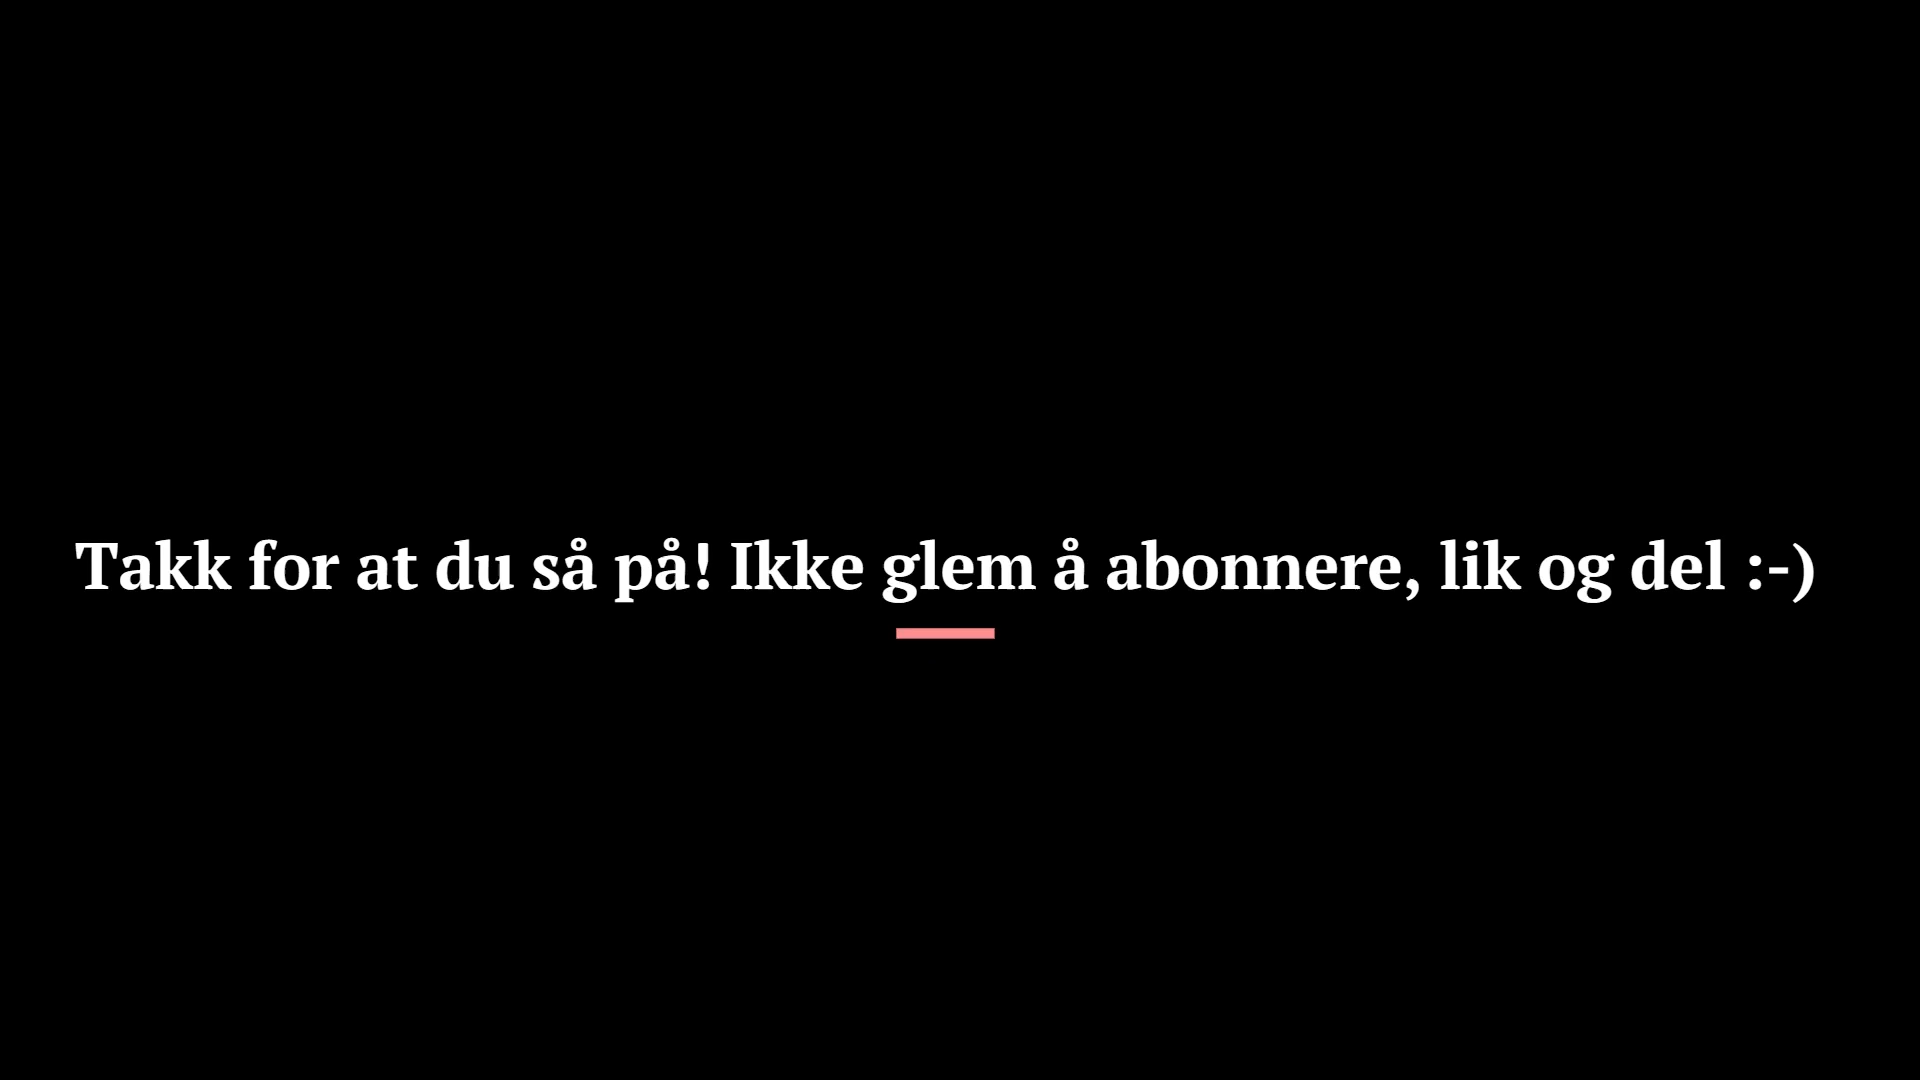 Takk for at du så på! Ikke glem å abonnere, lik og del :-)